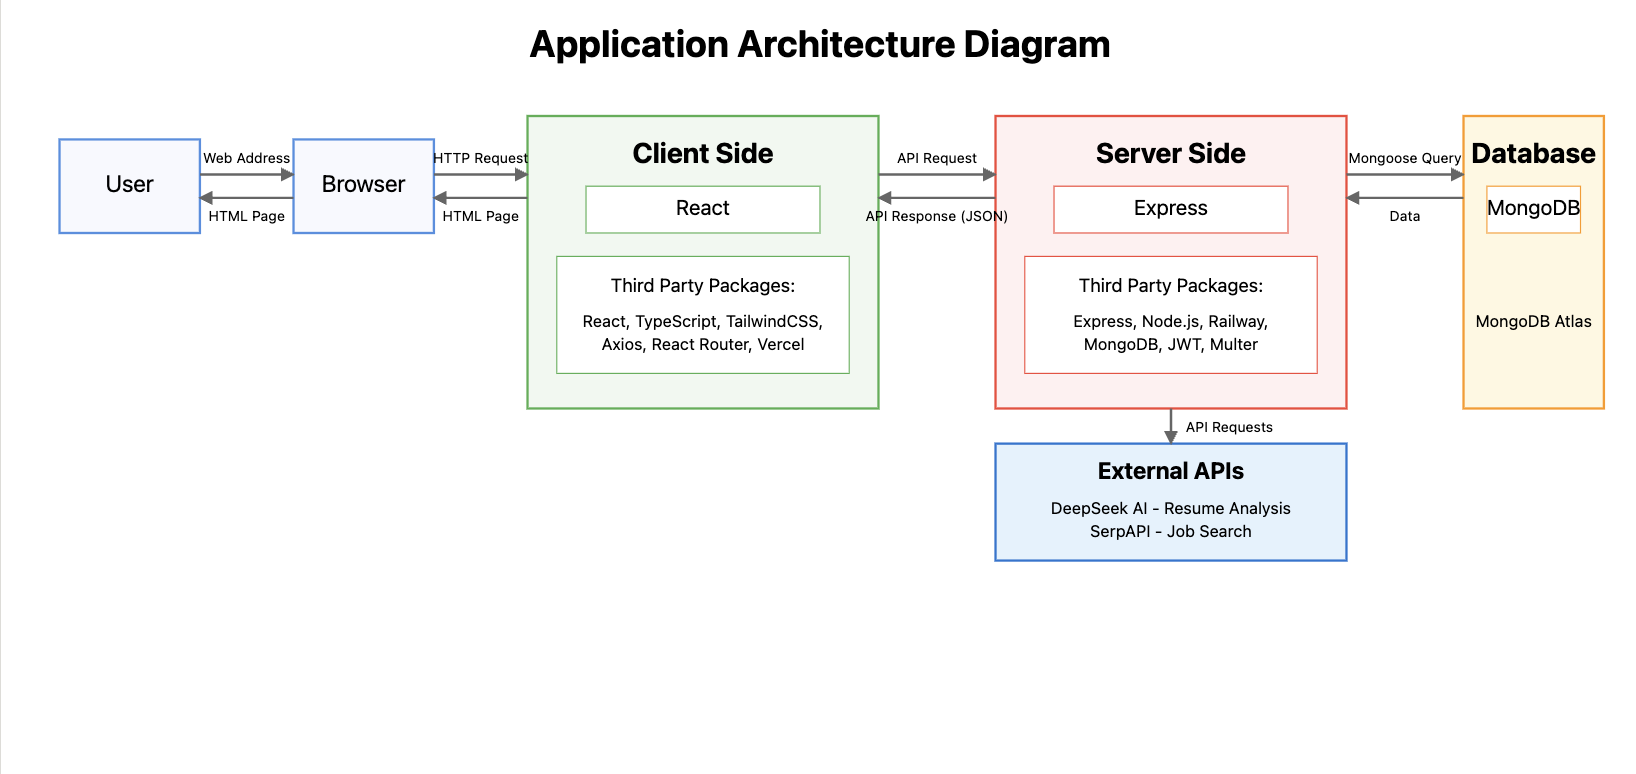 Application Architecture Diagram
User
Web Address
HTML Page
Browser
HTTP Request
HTML Page
Client Side
React
Third Party Packages:
React, TypeScript, TailwindCSS,
Axios, React Router, Vercel
API Request
API Response (JSON)
Server Side
Express
Third Party Packages:
Express, Node.js, Railway,
MongoDB, JWT, Multer
Mongoose Query
Data
Database
MongoDB
MongoDB Atlas
API Requests
External APIs
DeepSeek AI - Resume Analysis
SerpAPI - Job Search